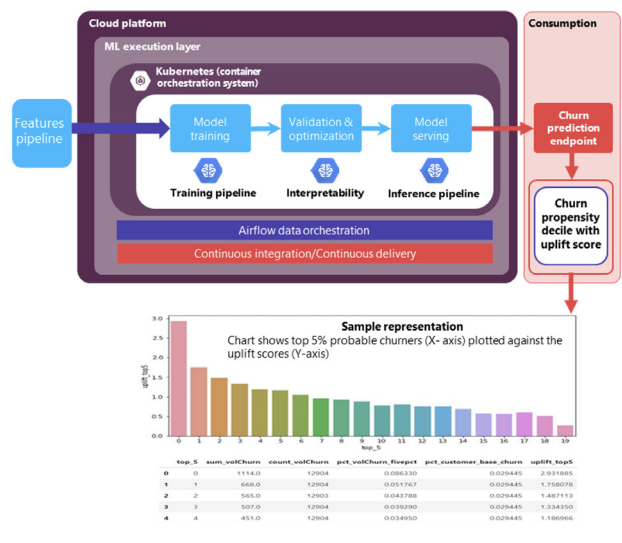 Cloud platform
Consumption
ML execution layer
Kubernetes (container
orchestration system)
Features
pipeline
Model
training
Validation &
optimization
Model
serving
Churn
prediction
endpoint
Training pipeline
Interpretability
Inference pipeline
Churn
propensity
decile with
uplift score
Airflow data orchestration
Continuous integration/Continuous delivery
Sample representation
Chart shows top 5% probable churners (X- axis) plotted against the
uplift scores (Y-axis)
3.0
2.5
2.0
1.5
1.0
0.5
0.0
uplift_top5
0 1 2 3 4 5 6 7 8 9 10 11 12 13 14 15 16 17 18 19
top_5
top_5 sum_volChurn count_volChurn pct_volChurn_fivepct pct_customer_base_churn uplift_top5
0 0 1114.0 12904 0.086330 0.029445 2.931885
1 1 668.0 12904 0.051767 0.029445 1.758078
2 2 565.0 12903 0.043788 0.029445 1.487113
3 3 507.0 12904 0.039290 0.029445 1.334350
4 4 451.0 12904 0.034950 0.029445 1.186966